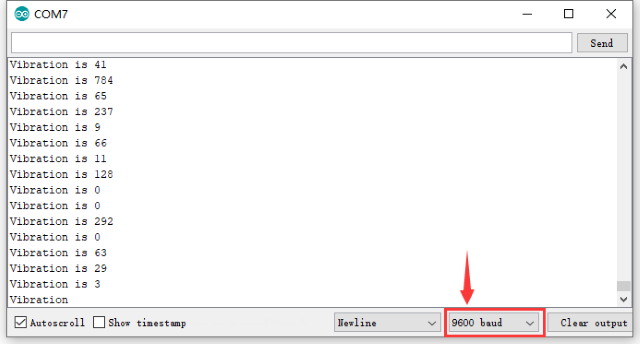 COM7
Send
Vibration is 41
Vibration is 784
Vibration is 65
Vibration is 237
Vibration is 9
Vibration is 66
Vibration is 11
Vibration is 128
Vibration is 0
Vibration is 0
Vibration is 292
Vibration is 0
Vibration is 63
Vibration is 29
Vibration is 3
Vibration
Autoscroll Show timestamp Newline 9600 baud Clear output